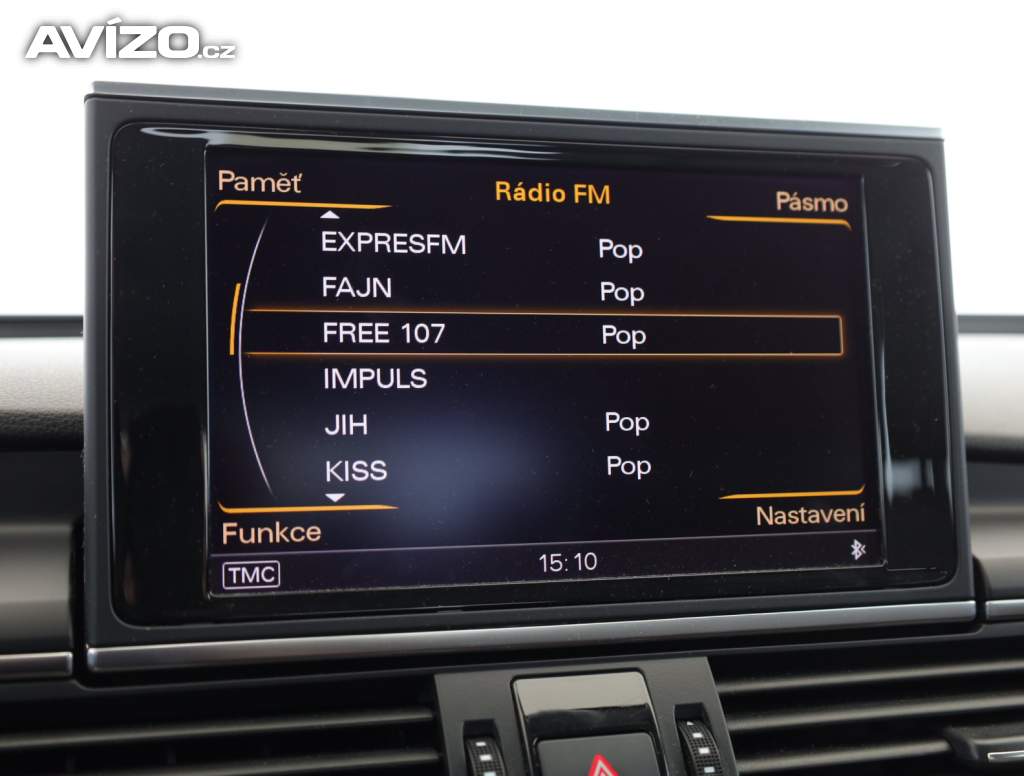 AVÍZO.cz
Paměť
Rádio FM
Pásmo
EXPRESFM Pop
FAJN Pop
FREE 107 Pop
IMPULS
JIH Pop
KISS Pop
Funkce
Nastavení
TMC
15:10